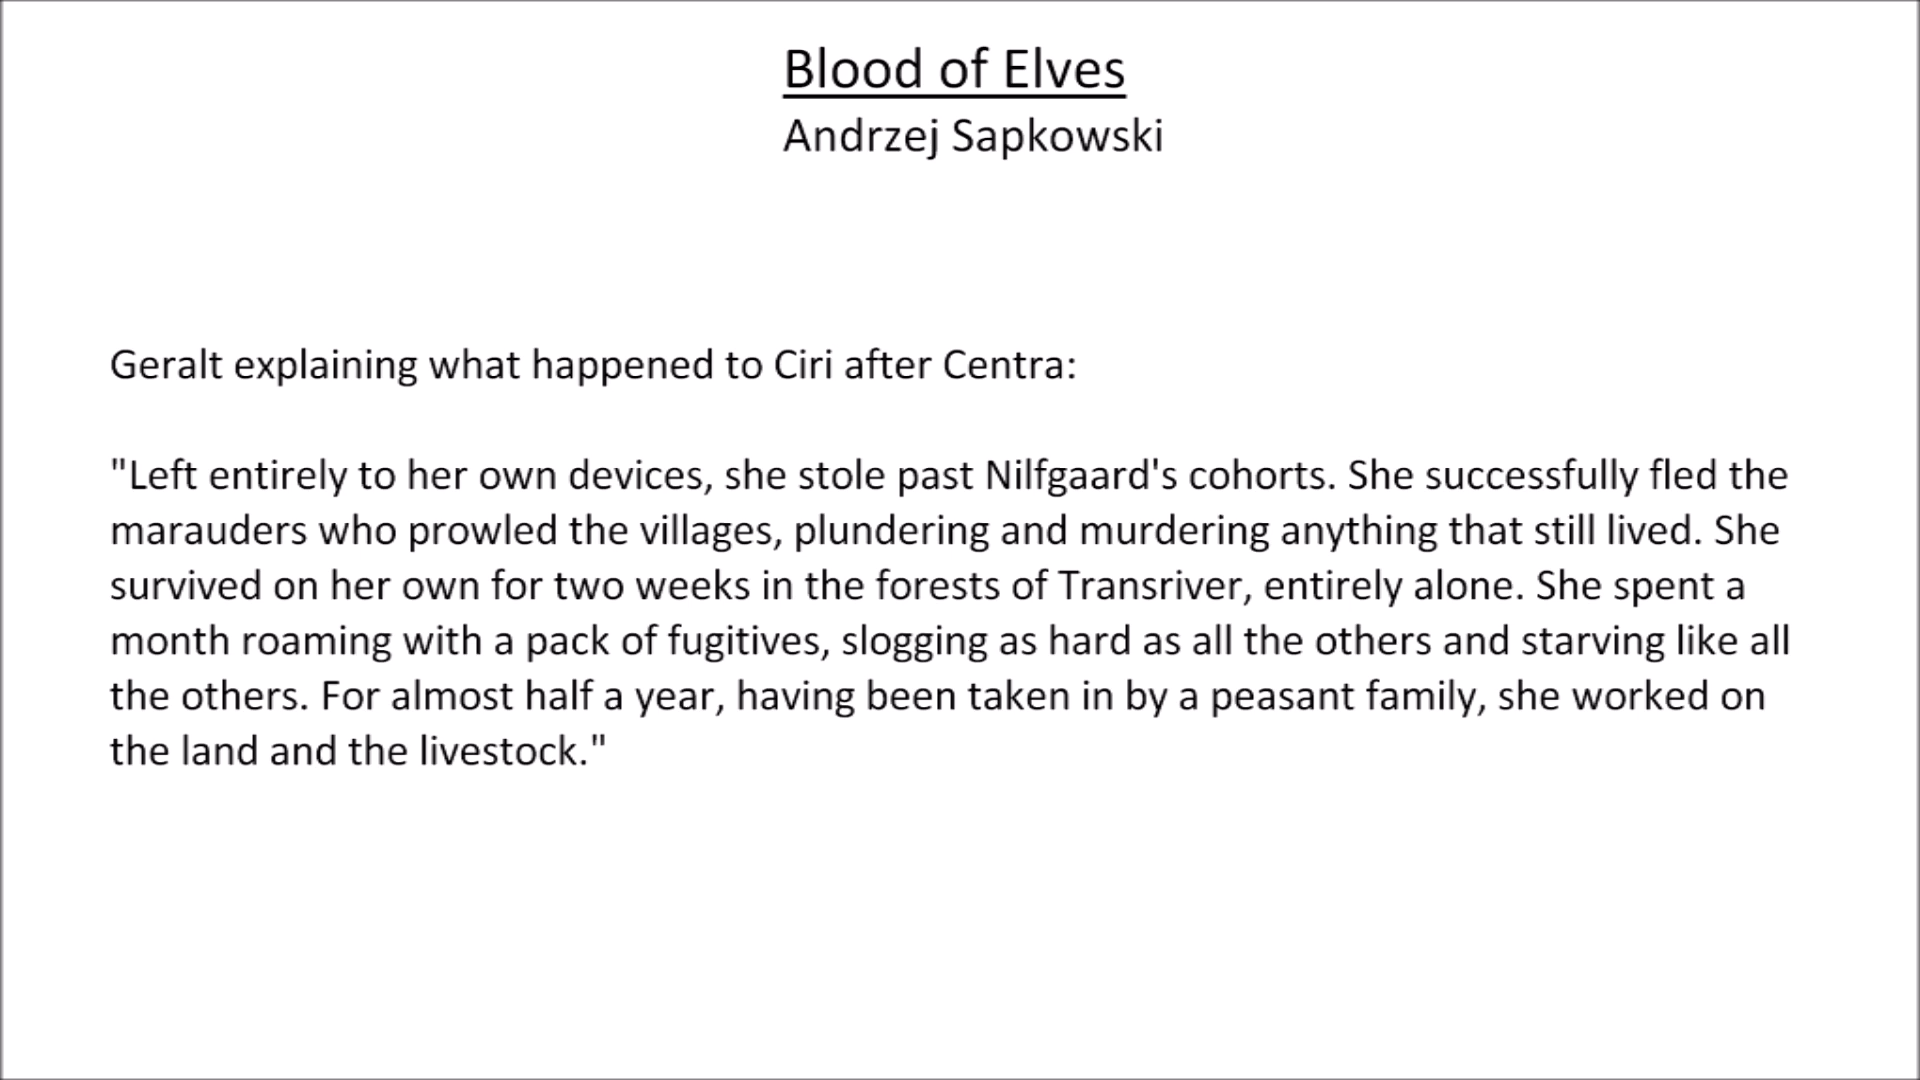 Blood of Elves
Andrzej Sapkowski
Geralt explaining what happened to Ciri after Centra:
"Left entirely to her own devices, she stole past Nilfgaard's cohorts. She successfully fled the
marauders who prowled the villages, plundering and murdering anything that still lived. She
survived on her own for two weeks in the forests of Transriver, entirely alone. She spent a
month roaming with a pack of fugitives, slogging as hard as all the others and starving like all
the others. For almost half a year, having been taken in by a peasant family, she worked on
the land and the livestock."